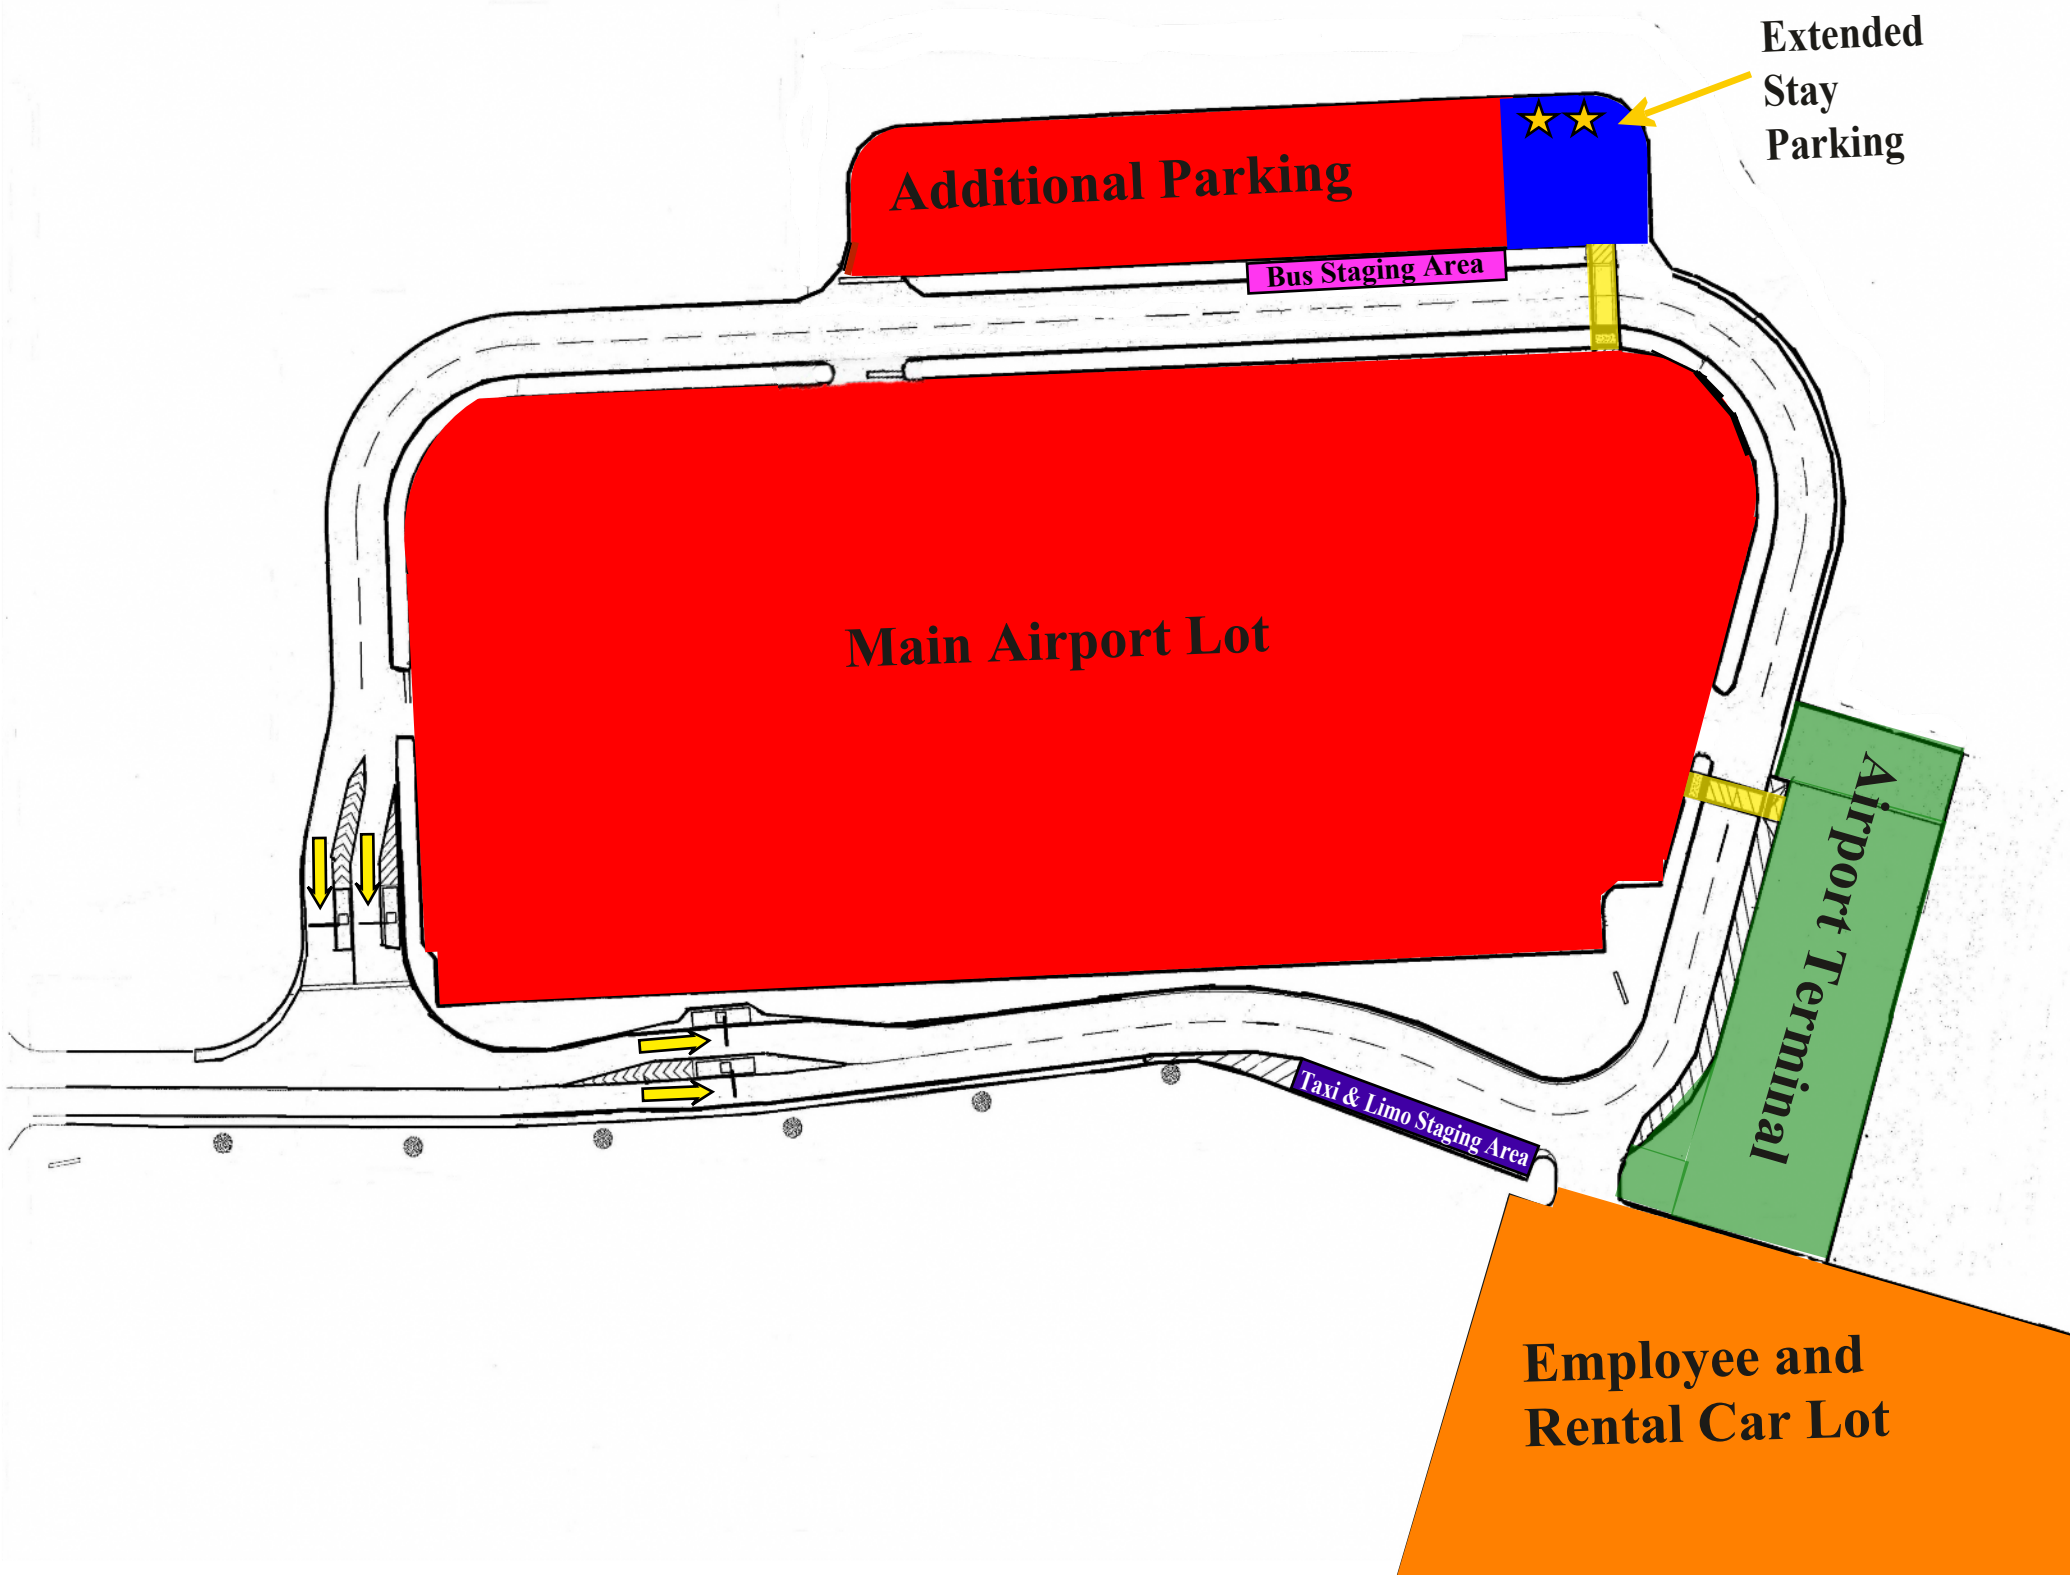 Extended
Stay
Parking
Additional Parking
Bus Staging Area
Main Airport Lot
Airport Terminal
Taxi & Limo Staging Area
Employee and
Rental Car Lot